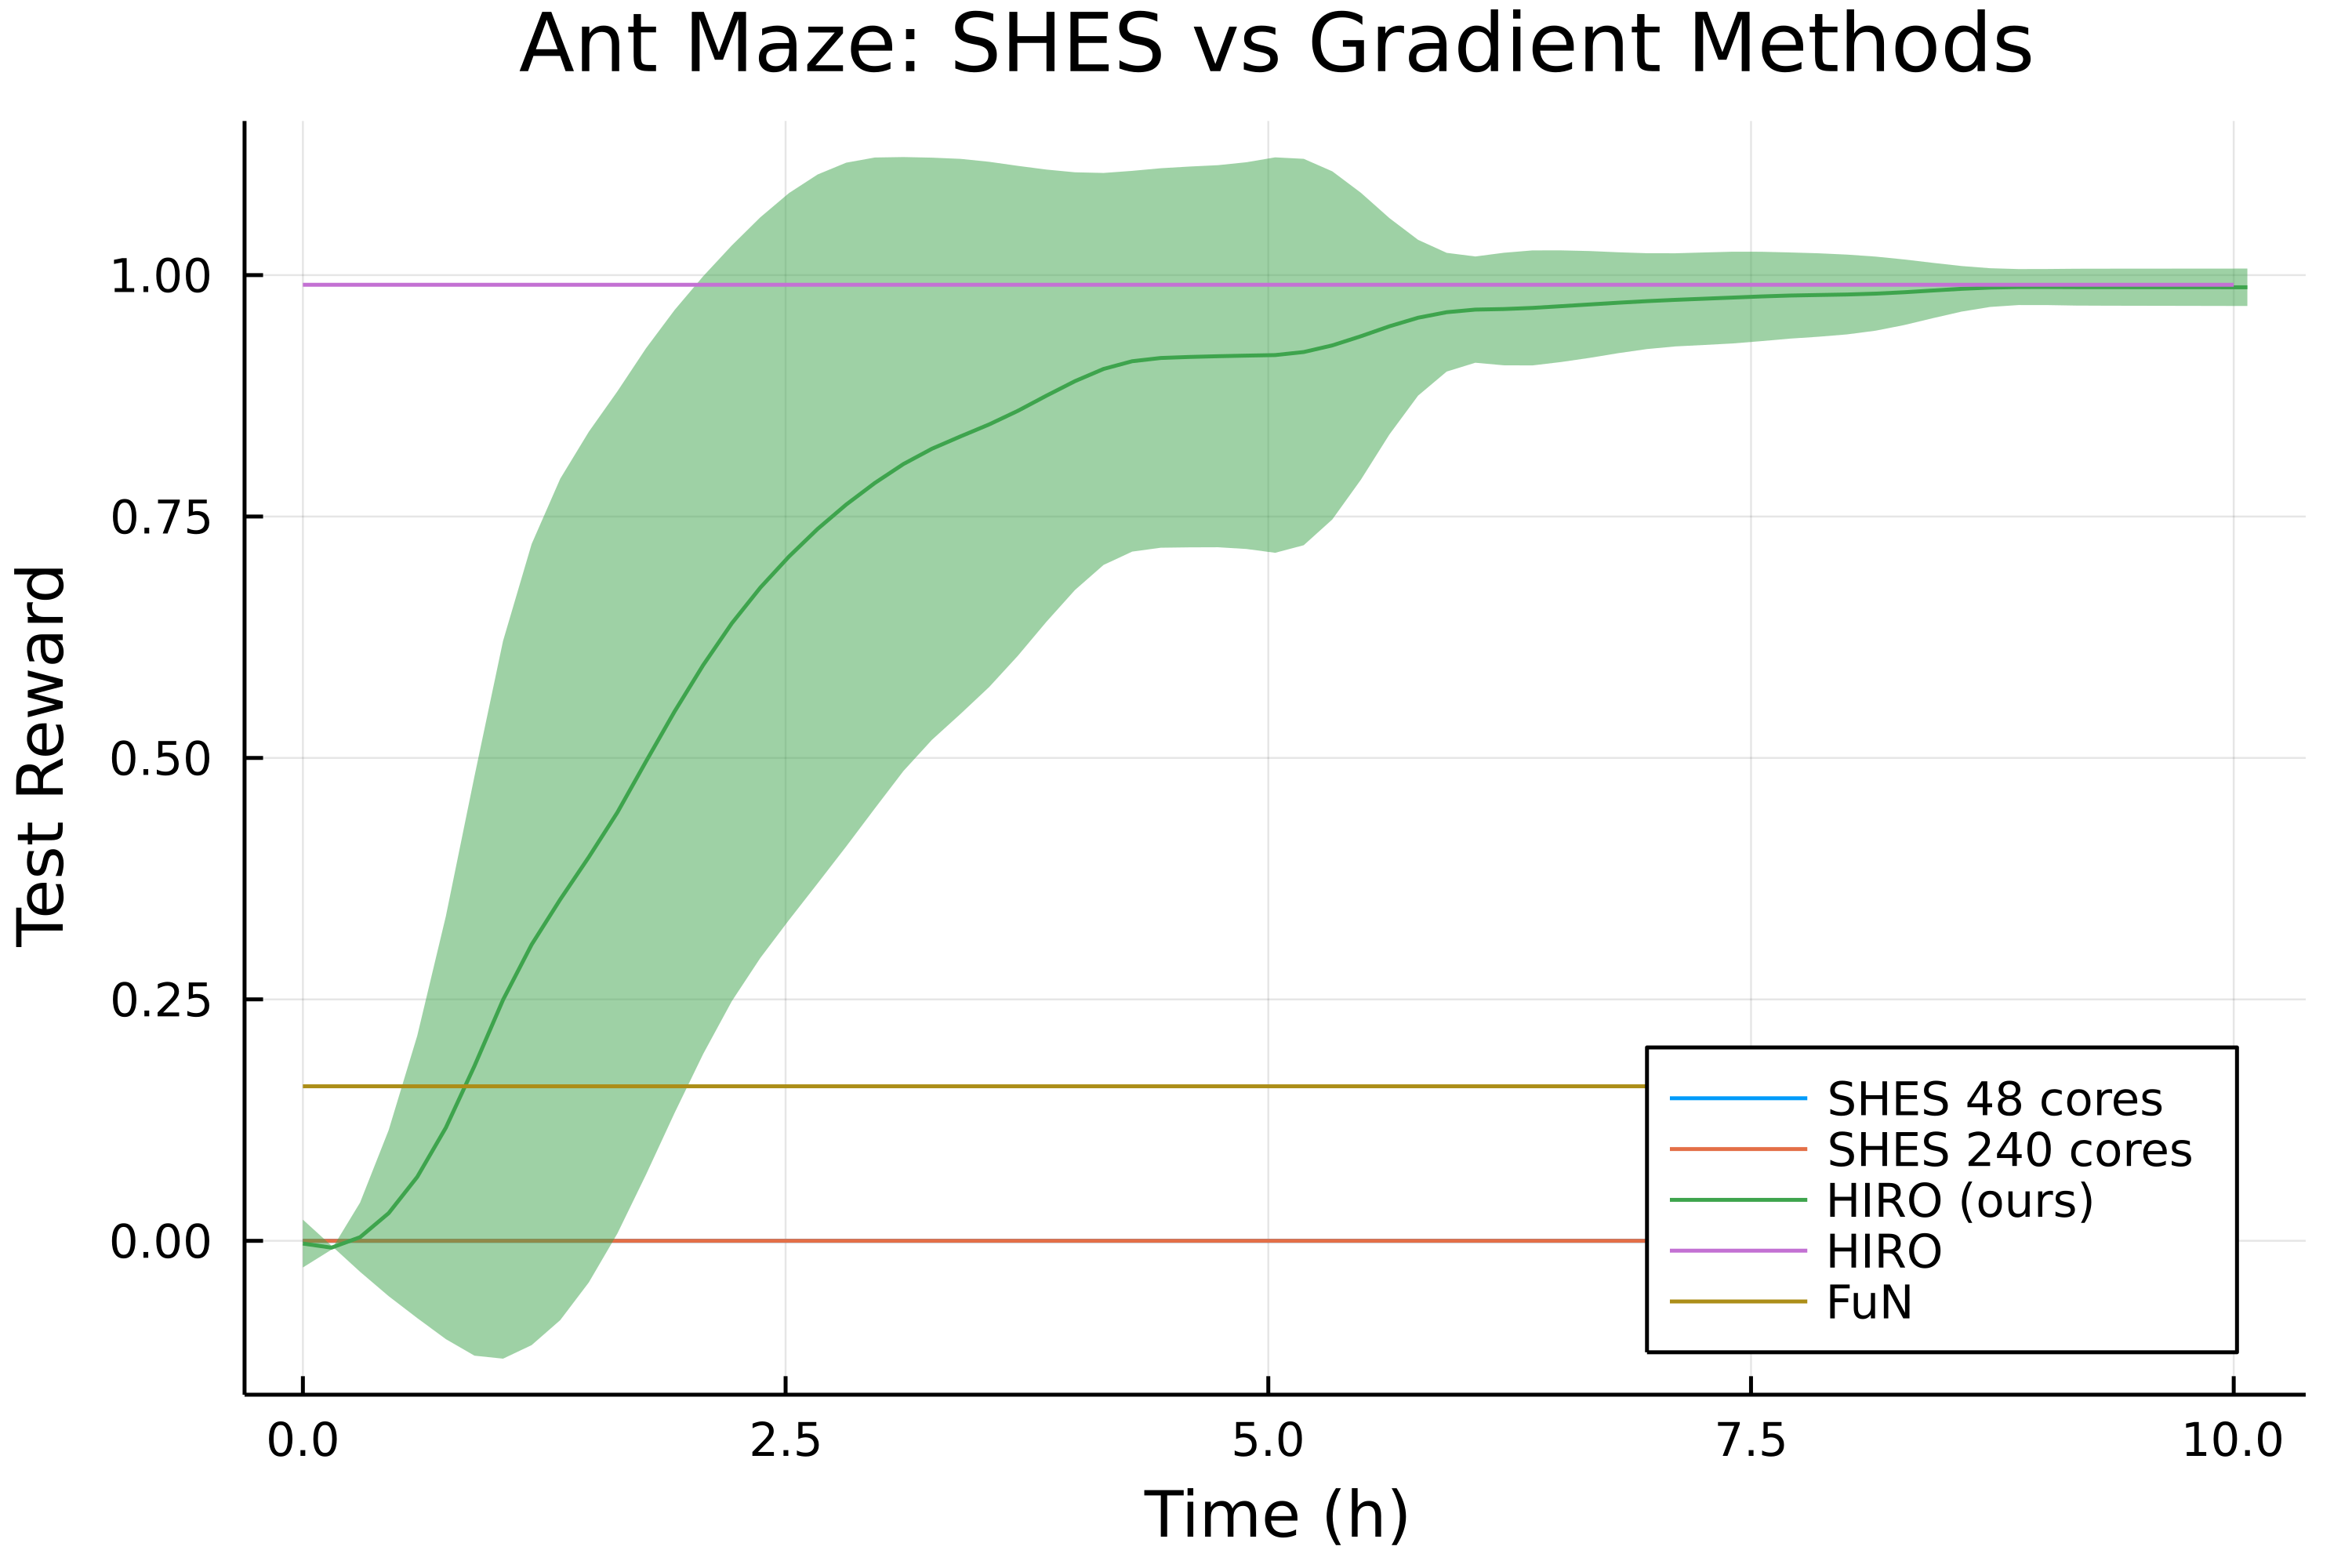 Ant Maze: SHES vs Gradient Methods
1.00
0.75
0.50
0.25
0.00
Test Reward
SHES 48 cores
SHES 240 cores
HIRO (ours)
HIRO
FuN
0.0
2.5
5.0
7.5
10.0
Time (h)